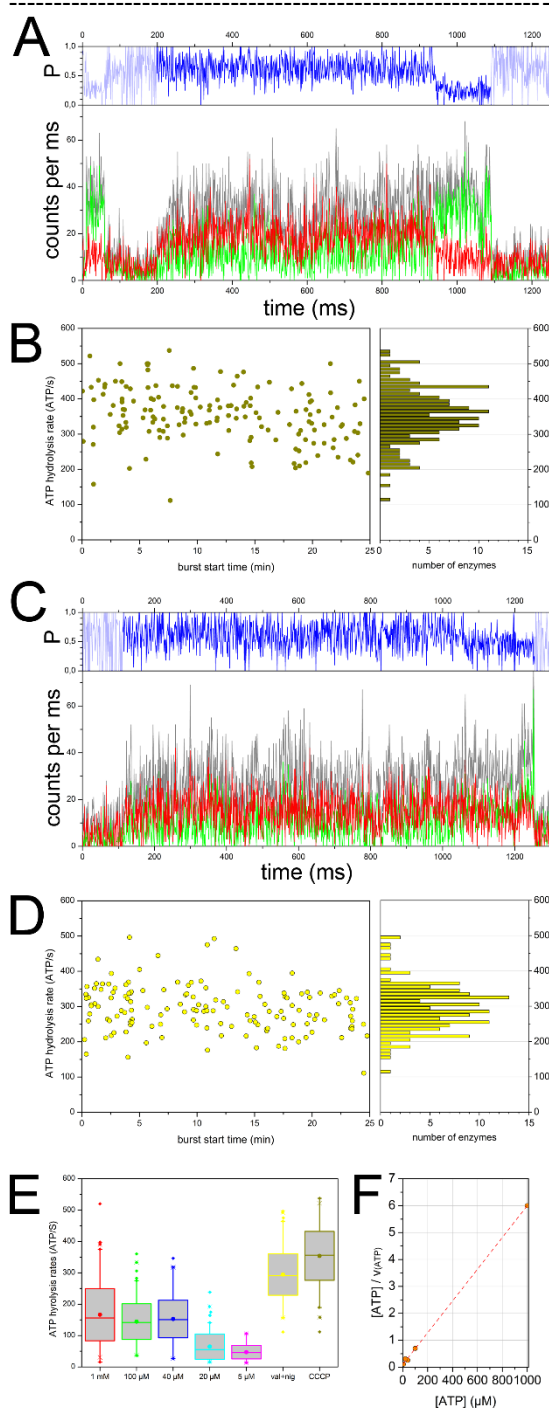 A
0 200 400 600 800 1000 1200
1,0
0,5
0,0
P
60
40
20
0
counts per ms
0 200 400 600 800 1000 1200
time (ms)
B
600
500
400
300
200
100
0
ATP hydrolysis rate (ATP/s)
0 5 10 15 20 25
burst start time (min)
600
500
400
300
200
100
0
0 5 10 15
number of enzymes
C
0 200 400 600 800 1000 1200
1,0
0,5
0,0
P
60
40
20
0
counts per ms
0 200 400 600 800 1000 1200
time (ms)
D
600
500
400
300
200
100
0
ATP hydrolysis rate (ATP/s)
0 5 10 15 20 25
burst start time (min)
600
500
400
300
200
100
0
0 5 10 15
number of enzymes
E
600
500
400
300
200
100
0
ATP hydrolysis rates (ATP/S)
1 mM 100 µM 40 µM 20 µM 5 µM val+nig CCCP
F
7
6
5
4
3
2
1
0
[ATP] / v(ATP)
0 200 400 600 800 1000
[ATP] (µM)